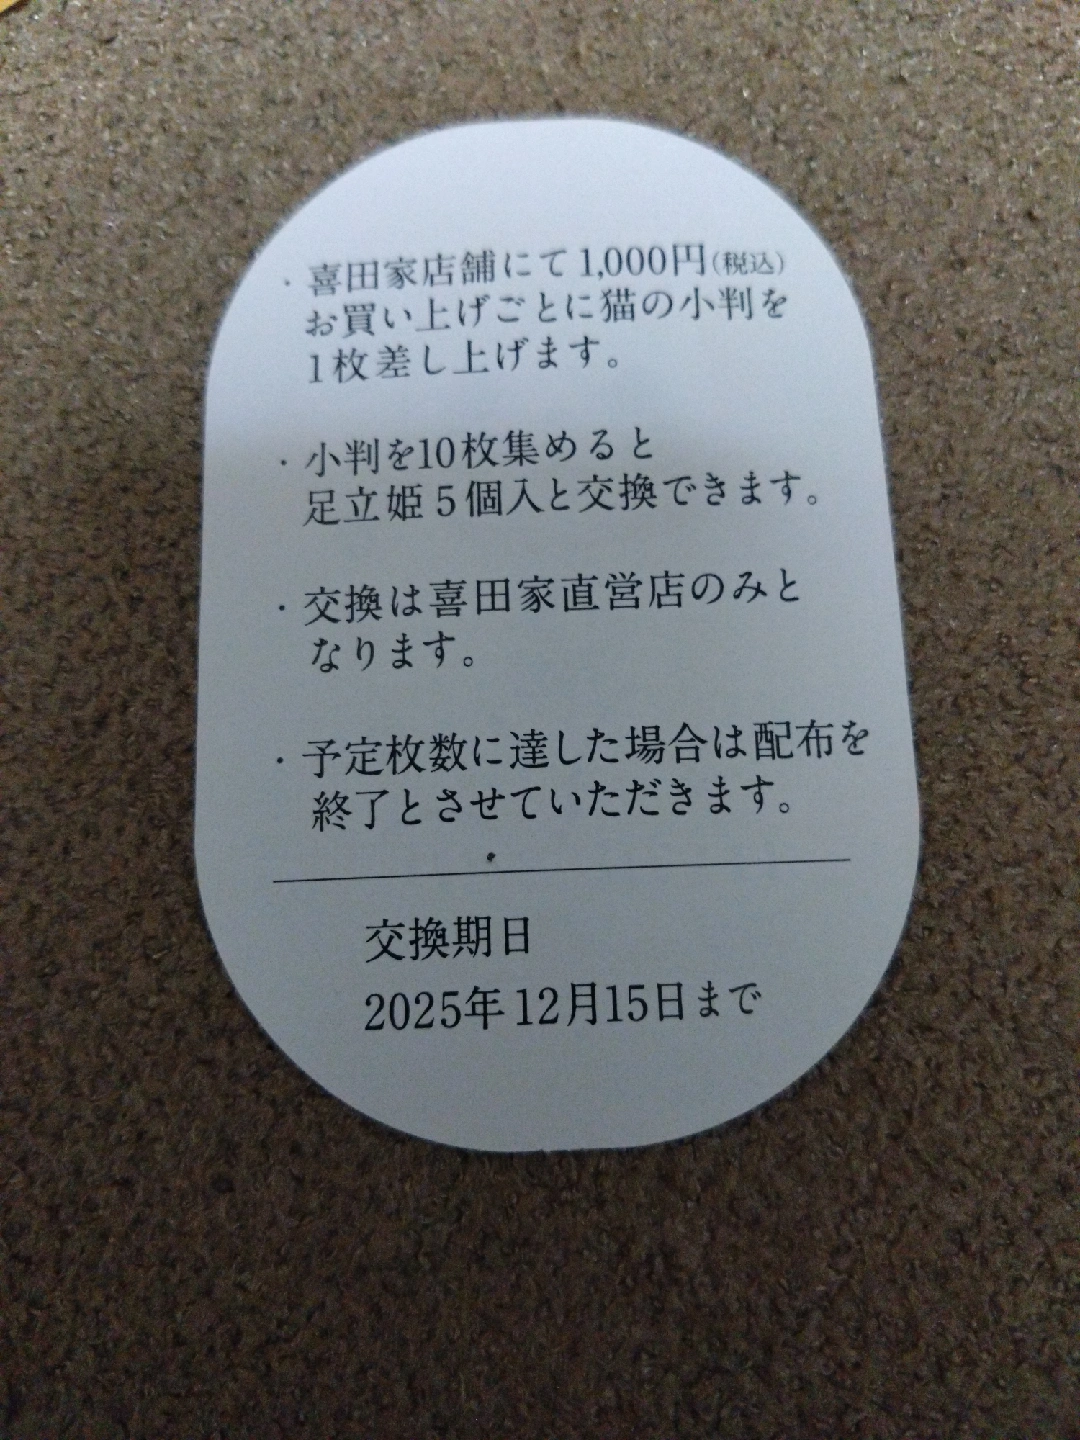 ・喜田家店舗にて1,000円(税込)
お買い上げごとに猫の小判を
1枚差し上げます。
・小判を10枚集めると
足立姫5個入と交換できます。
・交換は喜田家直営店のみと
なります。
・予定枚数に達した場合は配布を
終了とさせていただきます。
交換期日
2025年12月15日まで